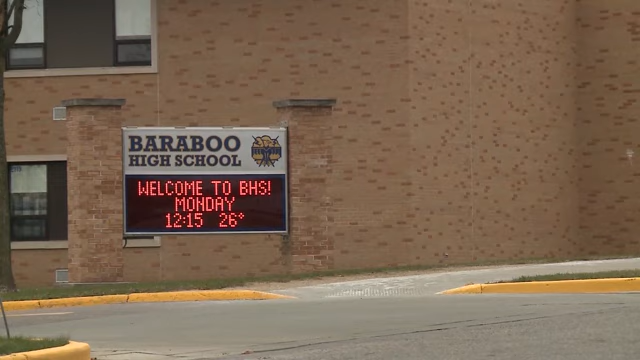 BARABOO
HIGH SCHOOL
WELCOME TO BHS!
MONDAY
12:15 26°